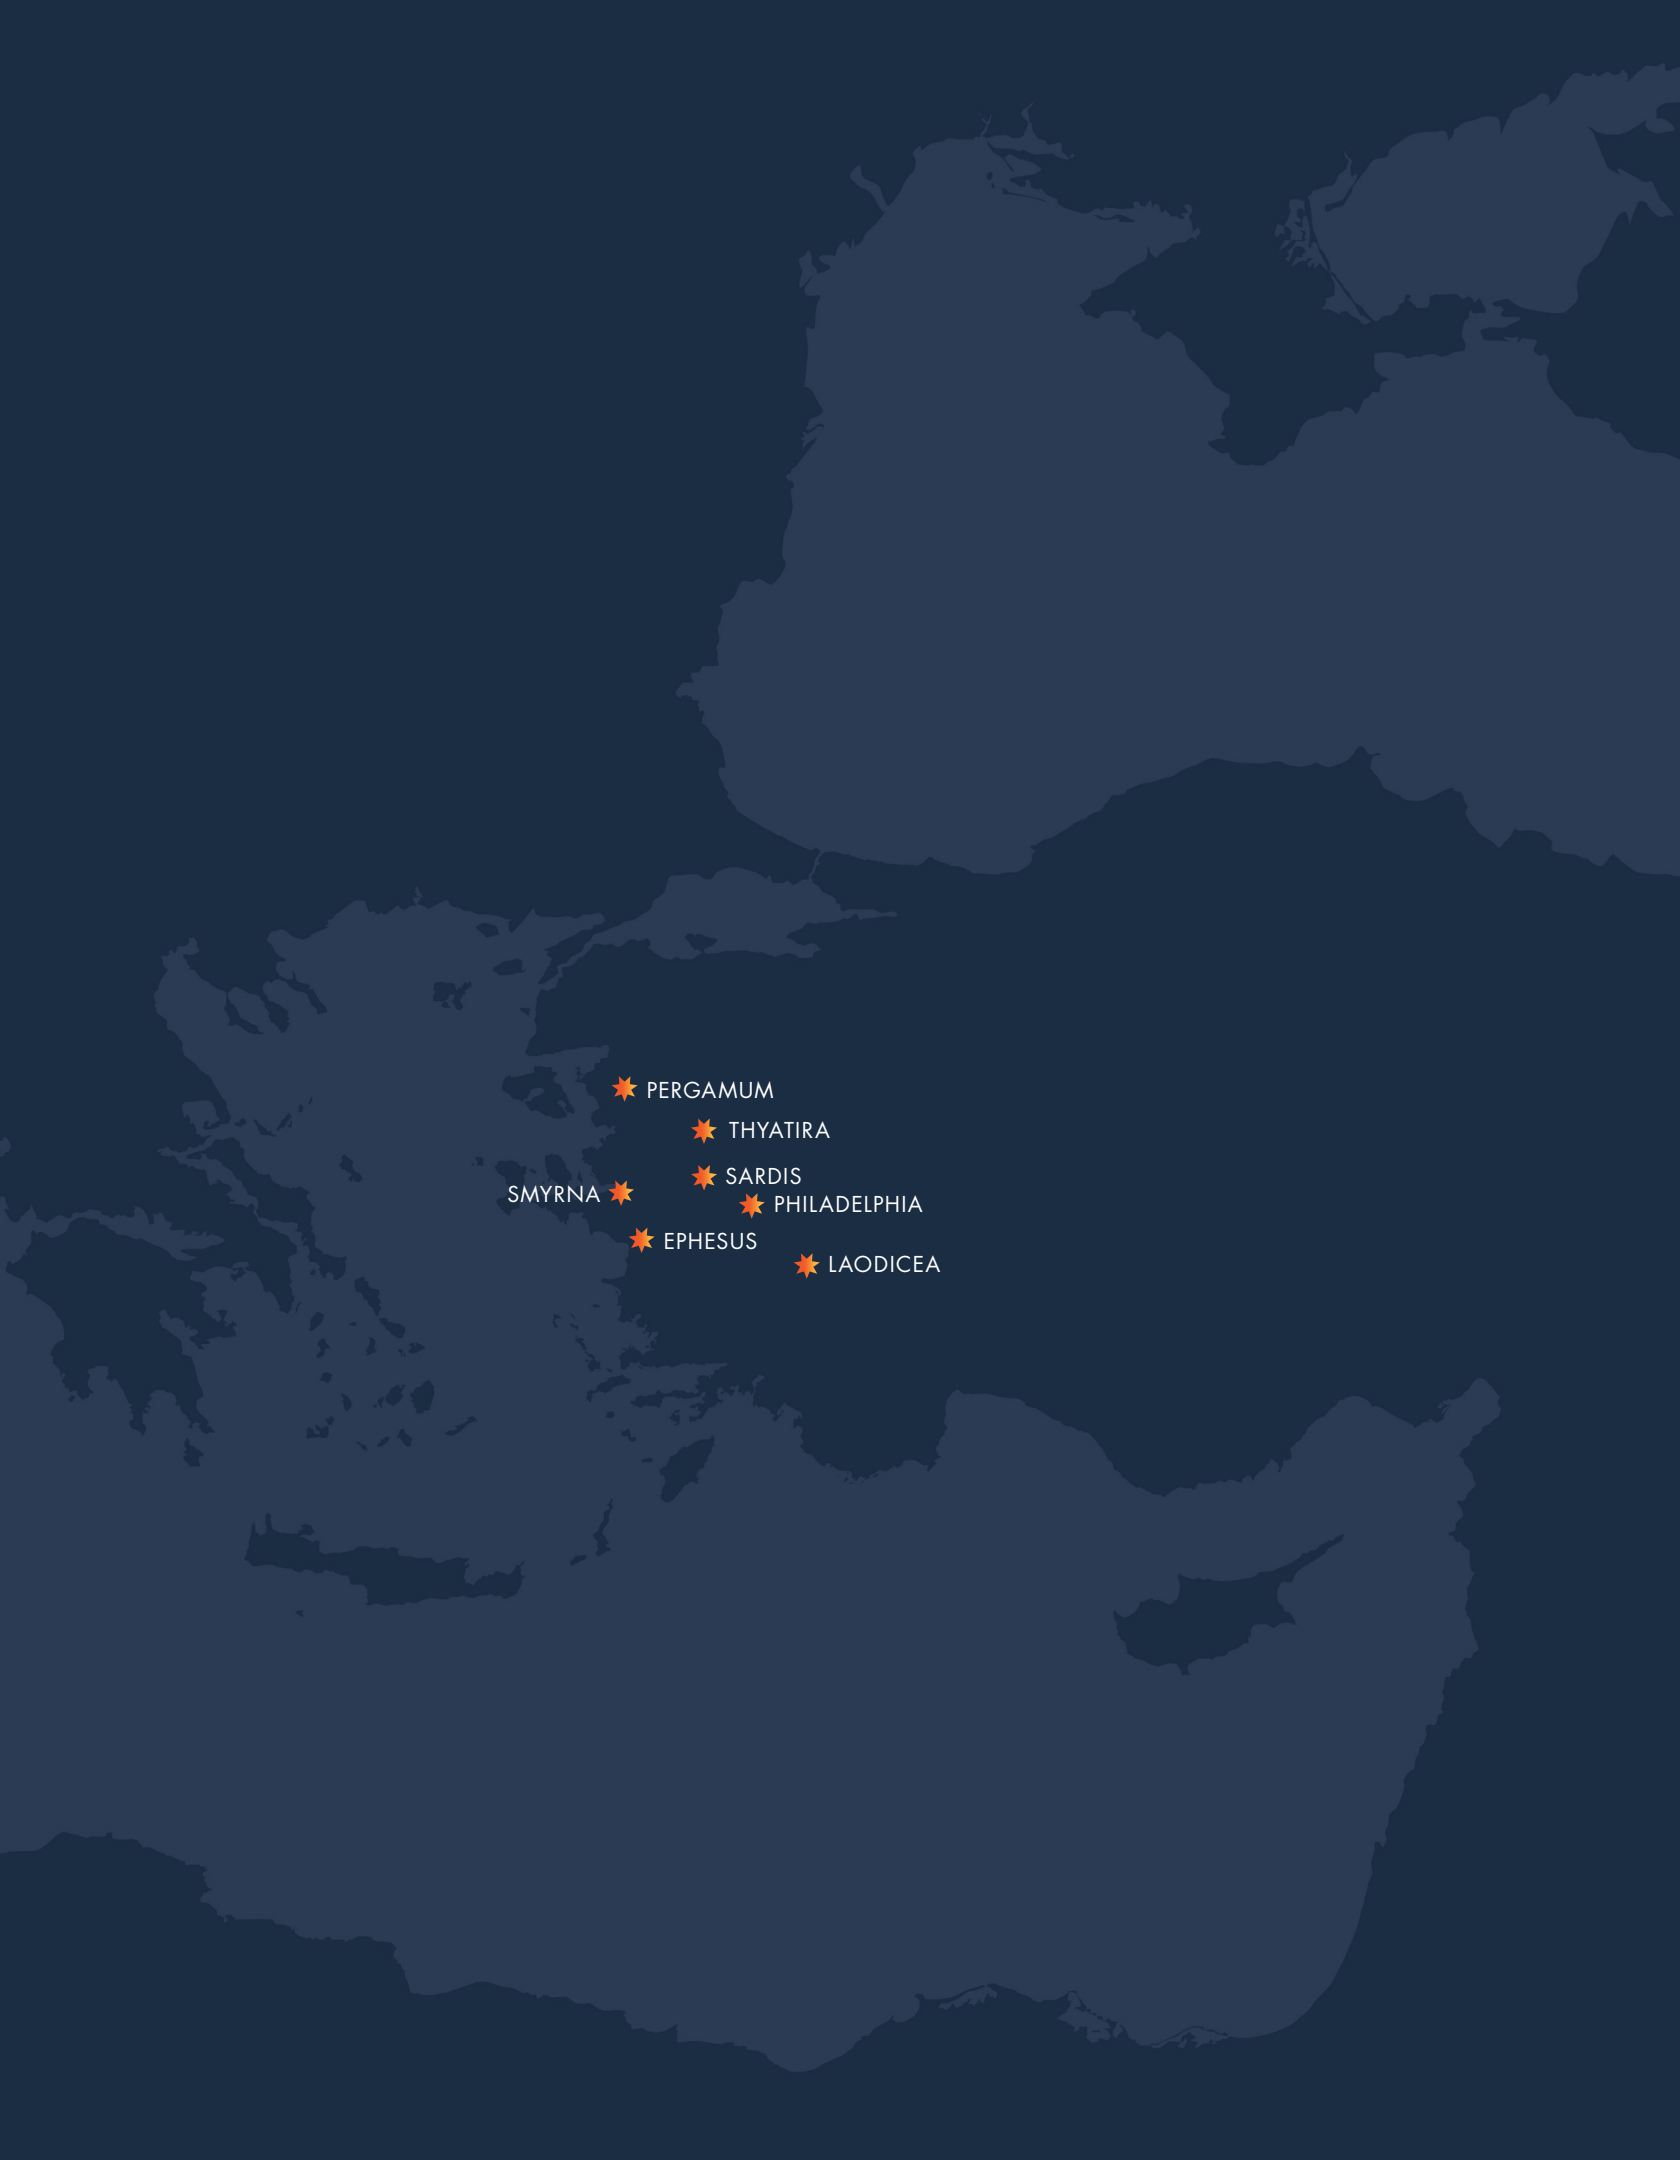 PERGAMUM
THYATIRA
SARDIS
SMYRNA
PHILADELPHIA
EPHESUS
LAODICEA